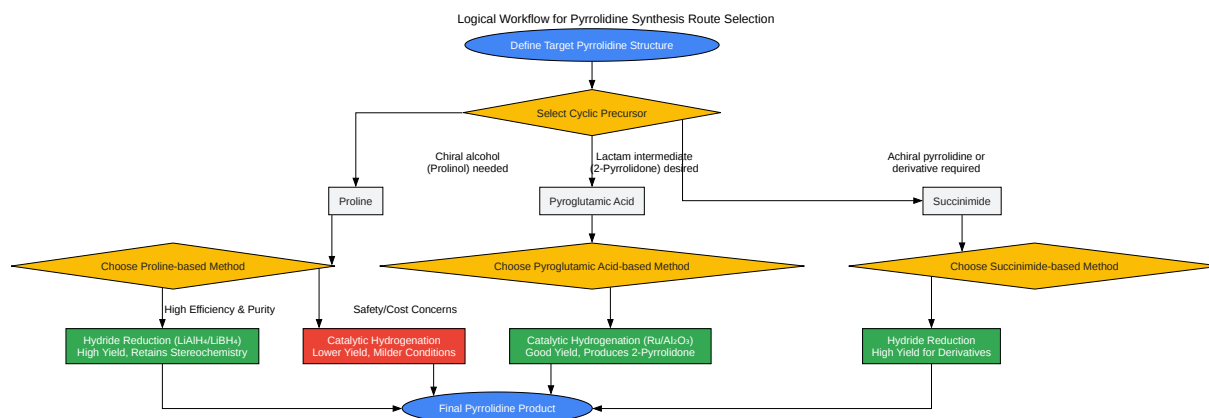 Logical Workflow for Pyrrolidine Synthesis Route Selection
Define Target Pyrrolidine Structure
Select Cyclic Precursor
Chiral alcohol
(Prolinol) needed
Lactam intermediate
(2-Pyrrolidone) desired
Achiral pyrrolidine or
derivative required
Proline
Pyroglutamic Acid
Succinimide
Choose Proline-based Method
Choose Pyroglutamic Acid-based Method
Choose Succinimide-based Method
High Efficiency & Purity
Safety/Cost Concerns
Hydride Reduction (LiAlH₄/LiBH₄)
High Yield, Retains Stereochemistry
Catalytic Hydrogenation
Lower Yield, Milder Conditions
Catalytic Hydrogenation (Ru/Al₂O₃)
Good Yield, Produces 2-Pyrrolidone
Hydride Reduction
High Yield for Derivatives
Final Pyrrolidine Product